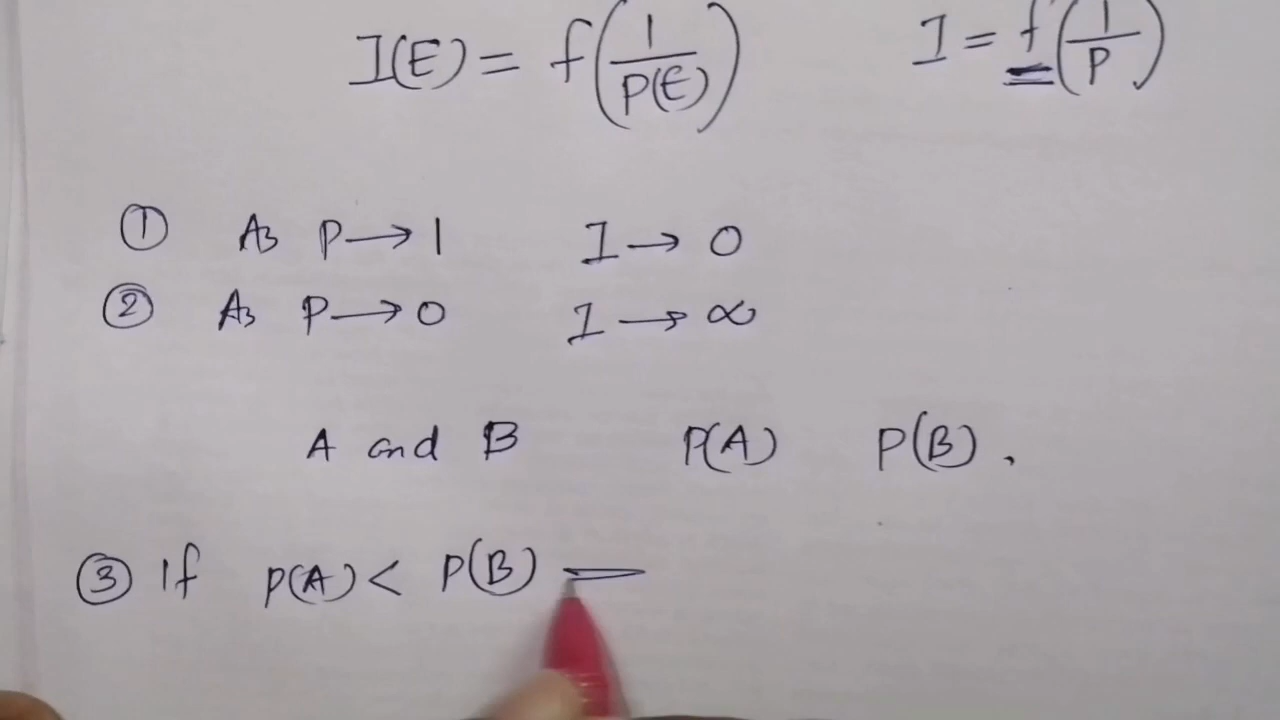 I(E) = f(1/P(E)) I = f(1/P)
① As P → 1 I → 0
② As P → 0 I → ∞
A and B P(A) P(B).
③ If P(A) < P(B) =